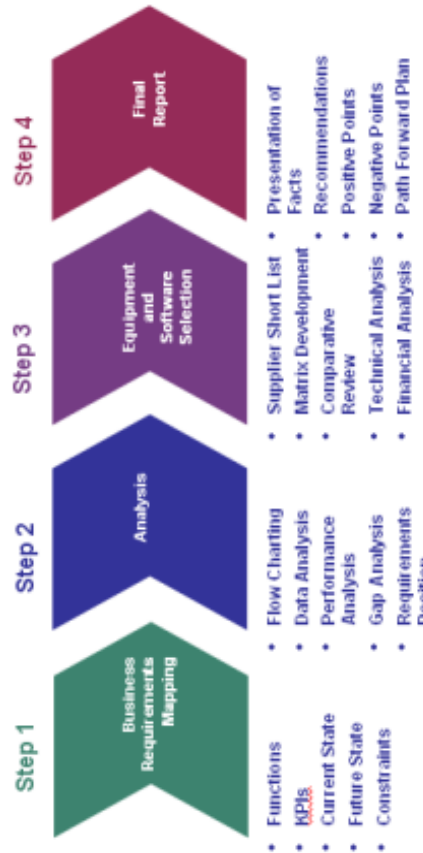 Step 1
Business
Requirements
Mapping
• Functions
• KPIs
• Current State
• Future State
• Constraints
Step 2
Analysis
• Flow Charting
• Data Analysis
• Performance
Analysis
• Gap Analysis
• Requirements
Step 3
Equipment
and
Software
Selection
• Supplier Short List
• Matrix Development
• Comparative
Review
• Technical Analysis
• Financial Analysis
Step 4
Final
Report
• Presentation of
Facts
• Recommendations
• Positive Points
• Negative Points
• Path Forward Plan